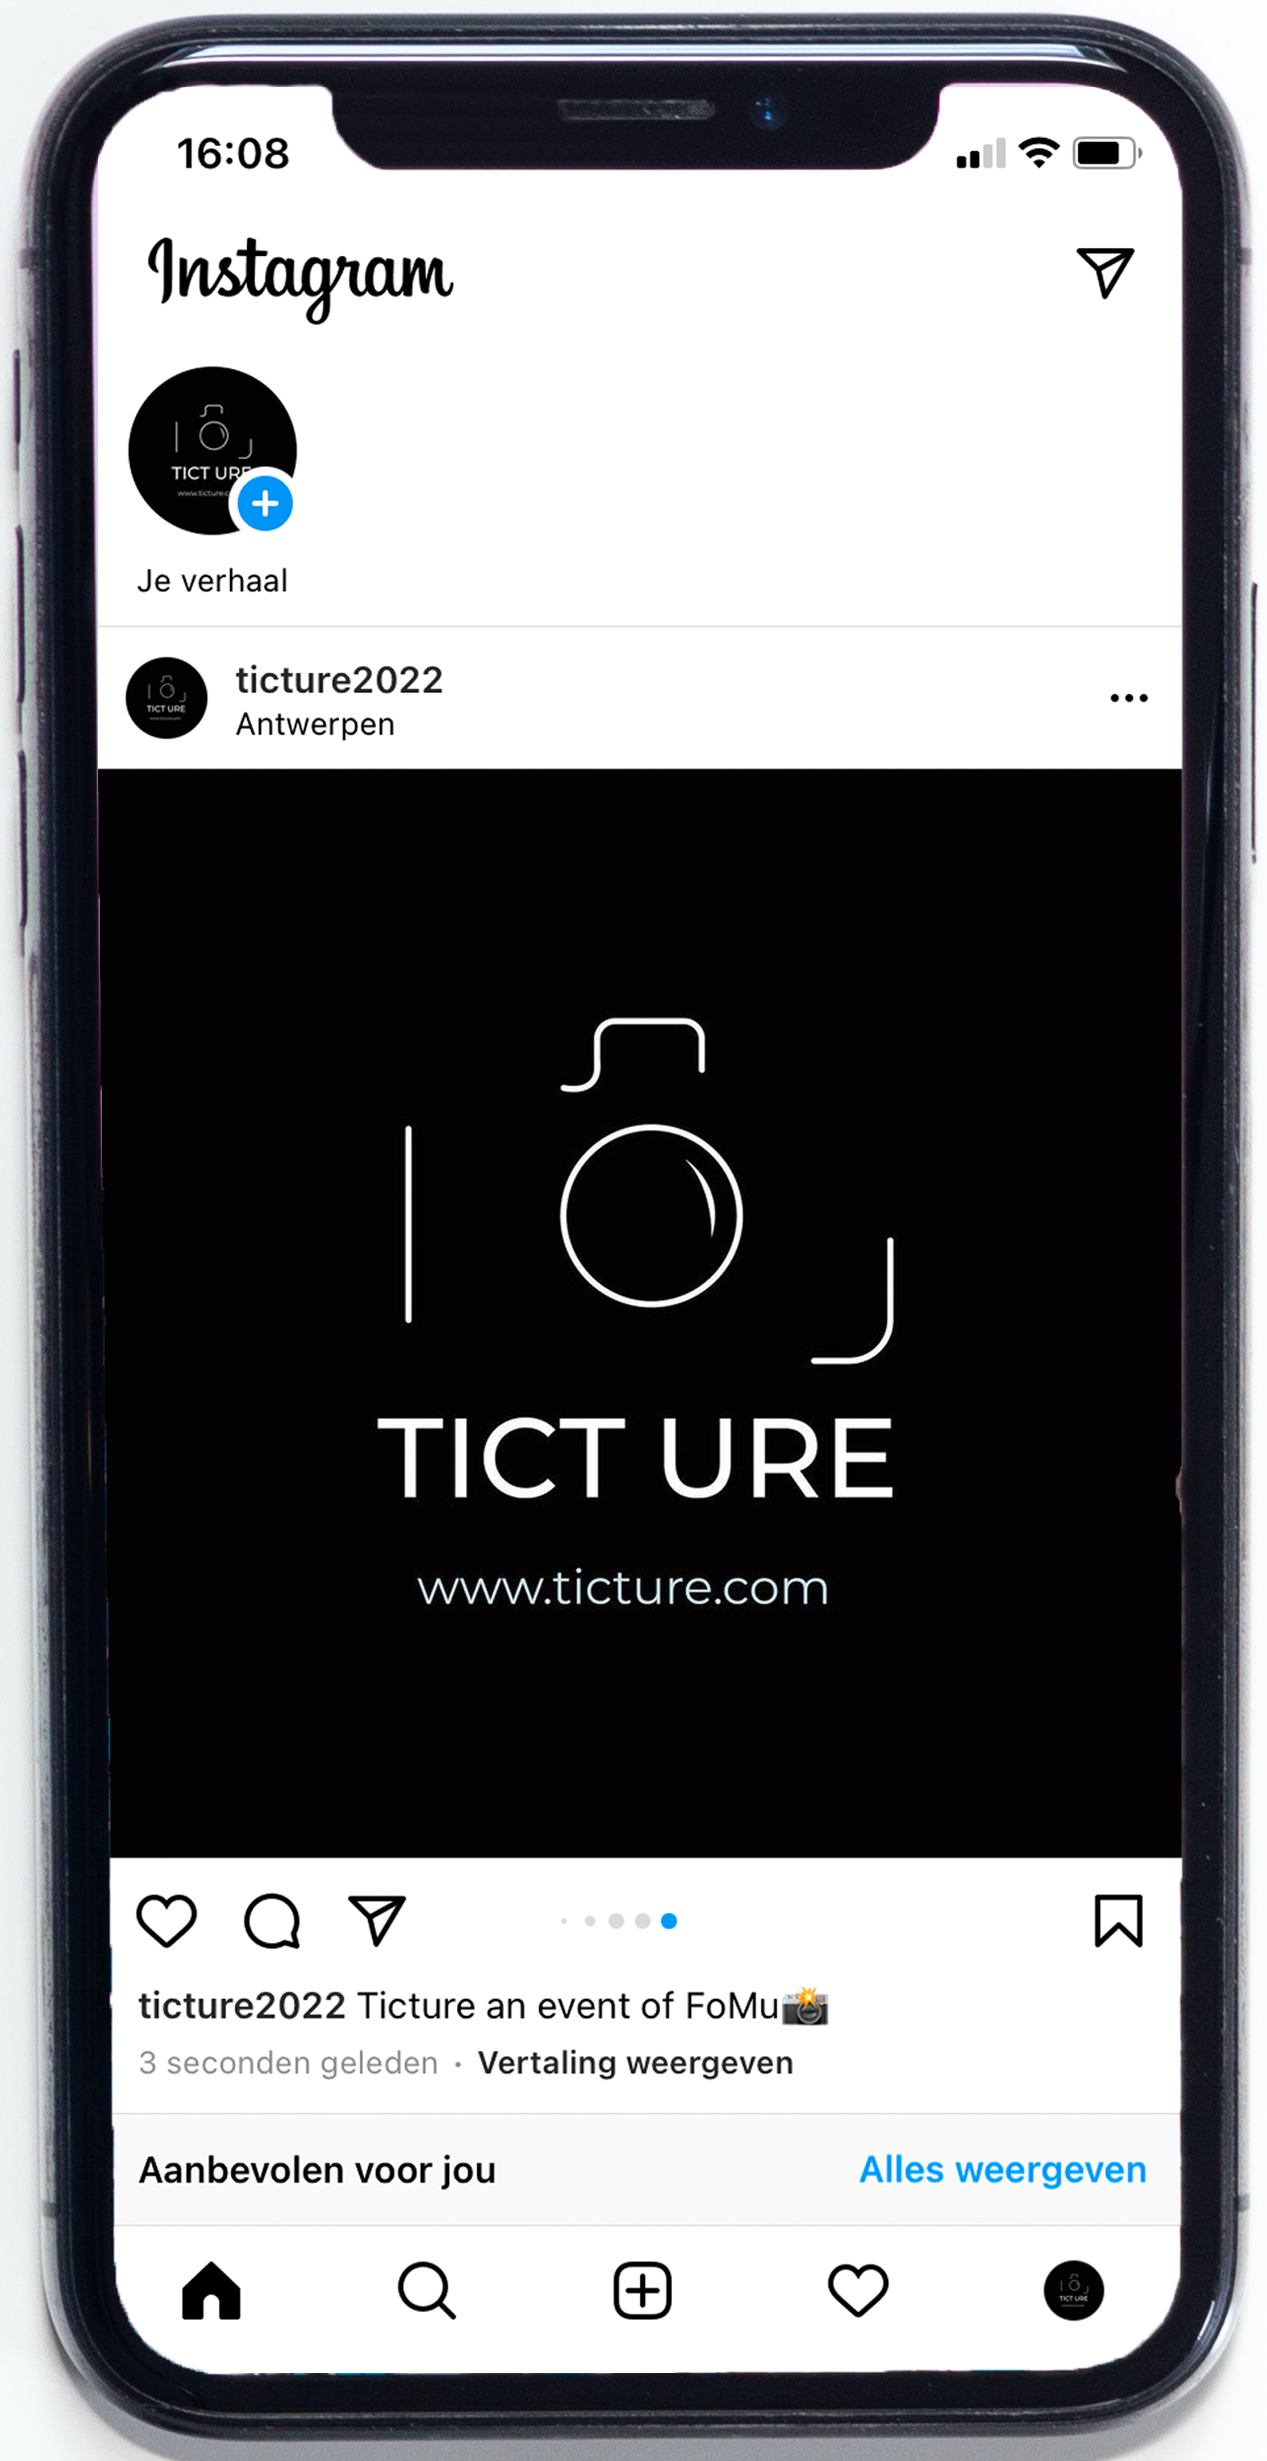 16:08
Instagram
TICT URE
Je verhaal
ticture2022
TICT URE
Antwerpen
TICT URE
www.ticture.com
ticture2022 Ticture an event of FoMu📸
3 seconden geleden · Vertaling weergeven
Aanbevolen voor jou Alles weergeven
TICT URE